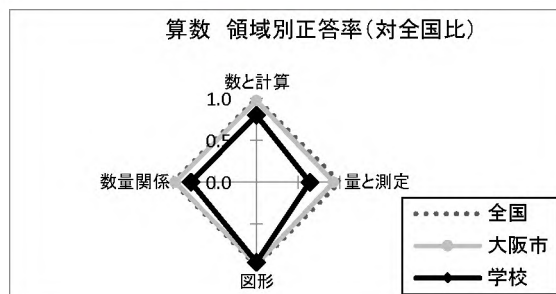 算数 領域別正答率(対全国比)
数と計算
1.0
0.5
0.0
数量関係
量と測定
図形
全国
大阪市
学校